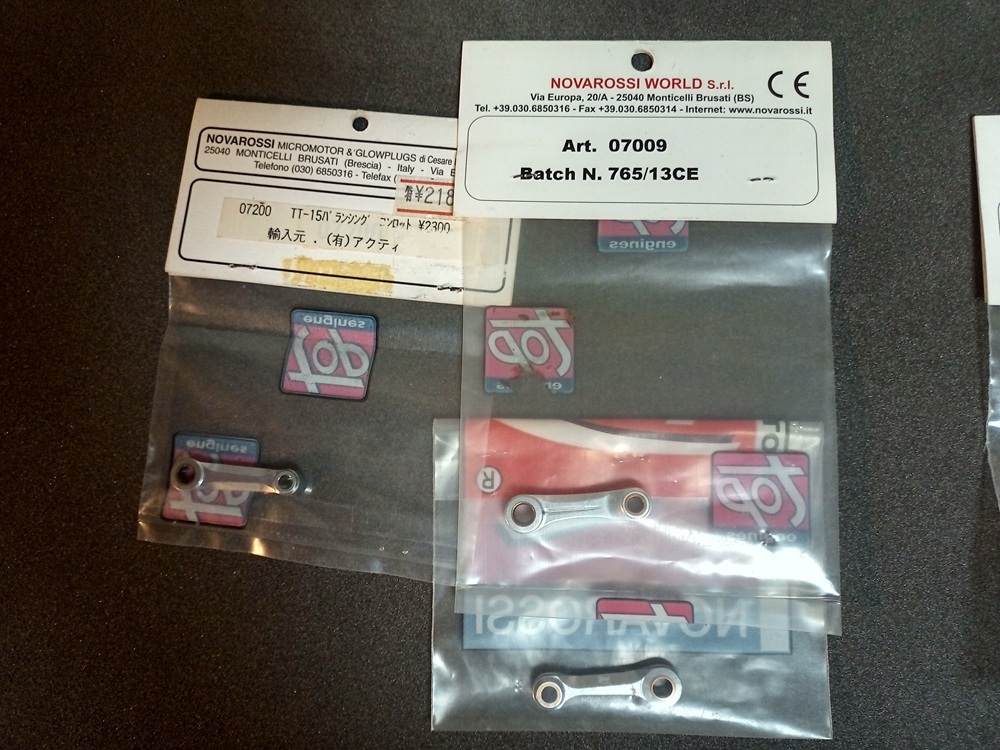 NOVAROSSI MICROMOTOR & GLOWPLUGS di Cesare
25040 MONTICELLI BRUSATI (Brescia) - Italy - Via
Telefono (030) 6850316 - Telefax
¥218
07200 TT-15バランシング コンロット ¥2300
輸入元.(有)アクティ
engines
top
engines
NOVAROSSI WORLD S.r.l.
CE
Via Europa, 20/A - 25040 Monticelli Brusati (BS)
Tel. +39.030.6850316 - Fax +39.030.6850314 - Internet: www.novarossi.it
Art. 07009
Batch N. 765/13CE
engines
top
R
top
NOVAROSSI